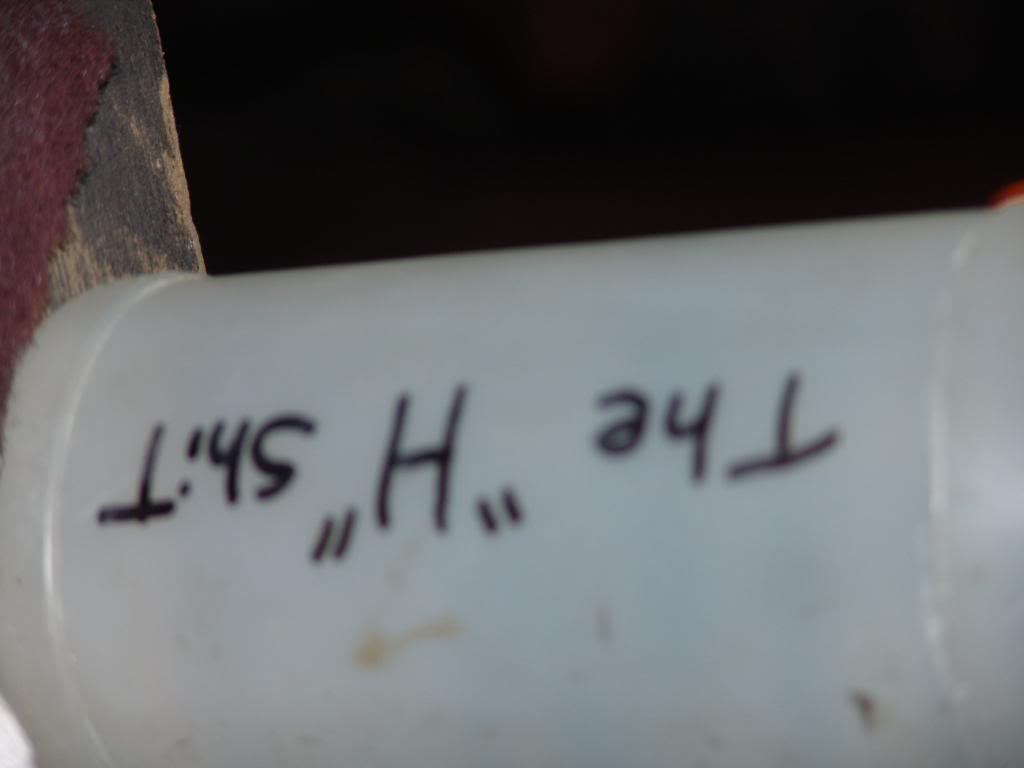 The "H" ShiT